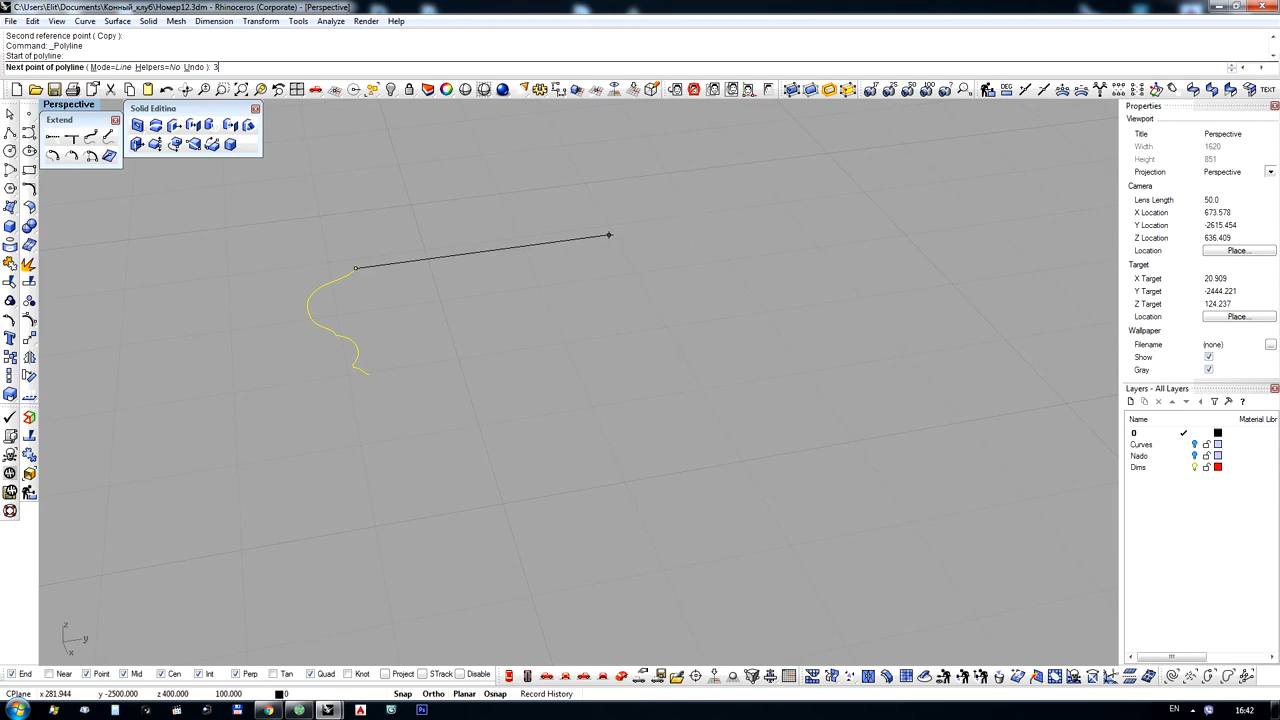 C:\Users\Elit\Documents\Конный_клуб\Номер12.3dm - Rhinoceros (Corporate) - [Perspective]
File Edit View Curve Surface Solid Mesh Dimension Transform Tools Analyze Render Help
Second reference point ( Copy ):
Command: _Polyline
Start of polyline:
Next point of polyline ( Mode=Line Helpers=No Undo ): 3
TEXT
Perspective
Extend
Solid Editing
z
y
x
Properties
Viewport
Title Perspective
Width 1620
Height 851
Projection Perspective
Camera
Lens Length 50.0
X Location 673.578
Y Location -2615.454
Z Location 636.409
Location Place...
Target
X Target 20.909
Y Target -2444.221
Z Target 124.237
Location Place...
Wallpaper
Filename (none) ...
Show
Gray
Layers - All Layers
Name Material Libr
0
Curves
Nado
Dims
End Near Point Mid Cen Int Perp Tan Quad Knot Project STrack Disable
CPlane x 281.944 y -2500.000 z 400.000 100.000 0 Snap Ortho Planar Osnap Record History
EN 16:42